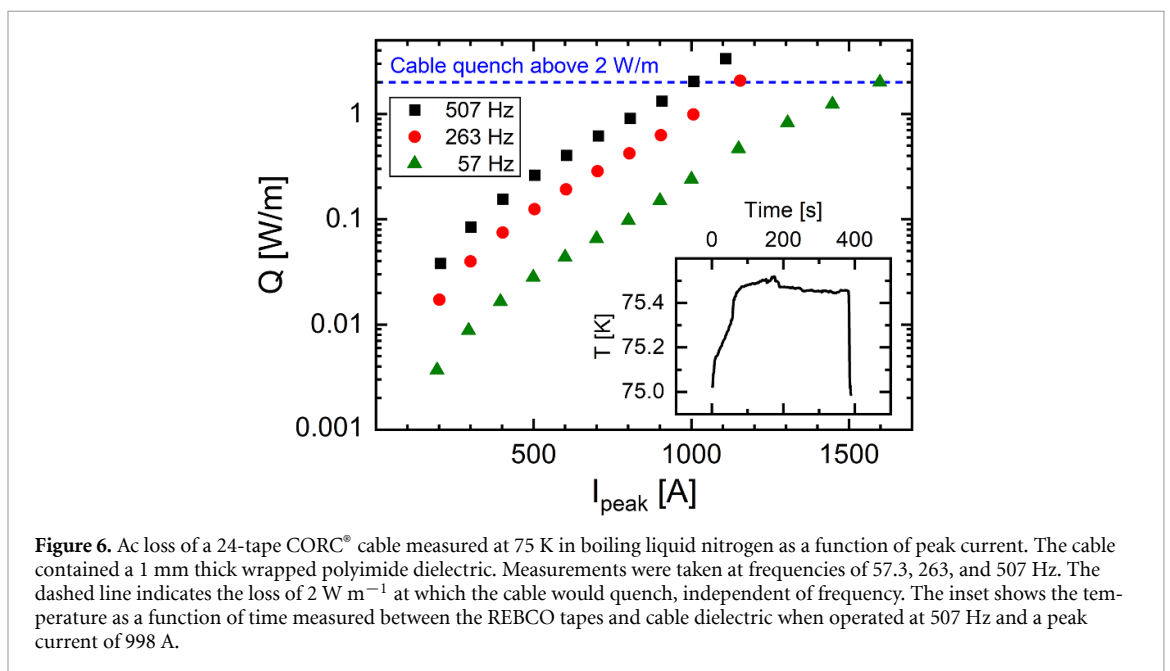 Cable quench above 2 W/m
507 Hz
263 Hz
57 Hz
1
0.1
0.01
0.001
Q [W/m]
500
1000
1500
I_peak [A]
Time [s]
0
200
400
75.4
75.2
75.0
T [K]
Figure 6. Ac loss of a 24-tape CORC® cable measured at 75 K in boiling liquid nitrogen as a function of peak current. The cable
contained a 1 mm thick wrapped polyimide dielectric. Measurements were taken at frequencies of 57.3, 263, and 507 Hz. The
dashed line indicates the loss of 2 W m⁻¹ at which the cable would quench, independent of frequency. The inset shows the tem-
perature as a function of time measured between the REBCO tapes and cable dielectric when operated at 507 Hz and a peak
current of 998 A.